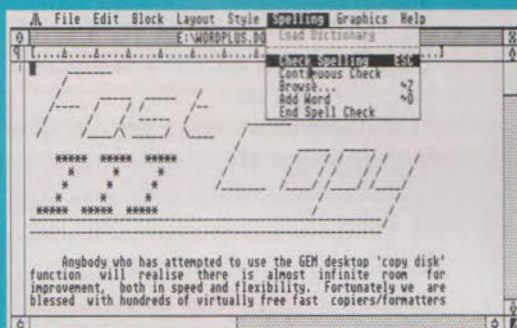 File Edit Block Layout Style Spelling Graphics Help
E:\WORDPLUS.DO
Load Dictionary
Check Spelling ESC
Continuous Check
Browse...
Add Word
End Spell Check
Fast
Copy
III
Anybody who has attempted to use the GEM desktop 'copy disk'
function will realise there is almost infinite room for
improvement, both in speed and flexibility. Fortunately we are
blessed with hundreds of virtually free fast copiers/formatters